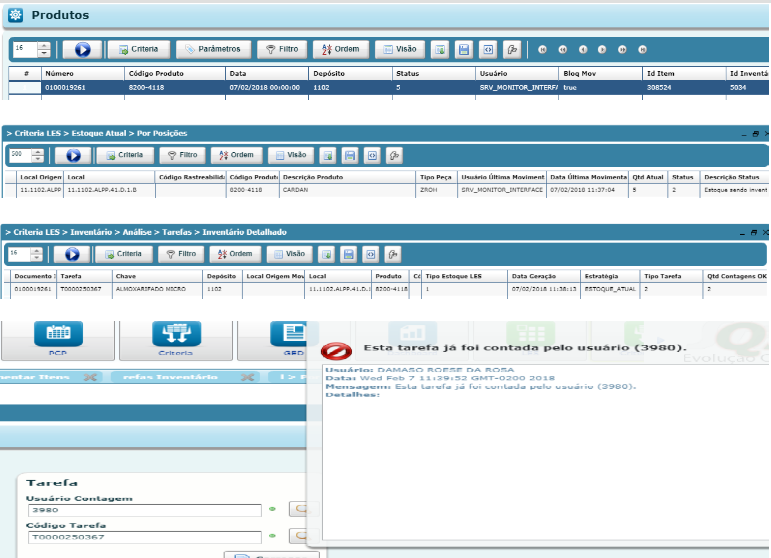 Produtos
16 Criteria Parâmetros Filtro Ordem Visão
# Número Código Produto Data Depósito Status Usuário Bloq Mov Id Item Id Inventá
0100019261 8200-4118 07/02/2018 00:00:00 1102 5 SRV_MONITOR_INTERF true 308524 5034
> Criteria LES > Estoque Atual > Por Posições
500 Criteria Filtro Ordem Visão
Local Origem Local Código Rastreabilid Código Produto Descrição Produto Tipo Peça Usuário Última Moviment Data Última Movimenta Qtd Atual Status Descrição Status
11.1102.ALPP 11.1102.ALPP.41.D.1.B 8200-4118 CARDAN ZROH SRV_MONITOR_INTERFACE 07/02/2018 11:37:04 5 2 Estoque sendo invent
> Criteria LES > Inventário > Análise > Tarefas > Inventário Detalhado
16 Criteria Filtro Ordem Visão
Documento Tarefa Chave Depósito Local Origem Mov Local Produto Có Tipo Estoque LES Data Geração Estratégia Tipo Tarefa Qtd Contagens OK
0100019261 T0000250367 ALMOXARIFADO MICRO 1102 11.1102.ALPP.41.D.1 8200-4118 1 07/02/2018 11:38:13 ESTOQUE_ATUAL 2 2
PCP Criteria GED
Esta tarefa já foi contada pelo usuário (3980).
Evolução C
mentar Itens refas Inventário
Usuário: DAMASO ROESE DA ROSA
Data: Wed Feb 7 11:39:52 GMT-0200 2018
Mensagem: Esta tarefa já foi contada pelo usuário (3980).
Detalhes:
Tarefa
Usuário Contagem
3980
Código Tarefa
T0000250367